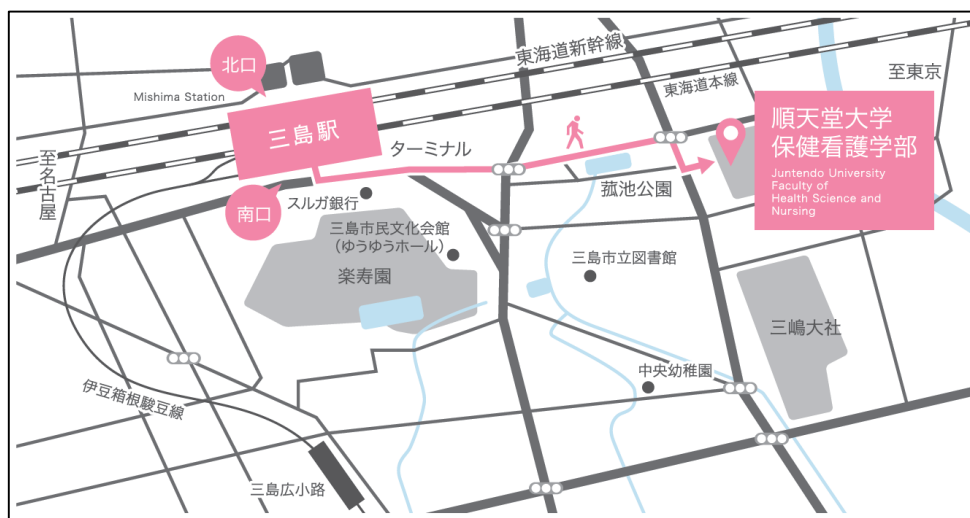 北口
東海道新幹線
東海道本線
至東京
Mishima Station
三島駅
ターミナル
順天堂大学
保健看護学部
Juntendo University
Faculty of
Health Science and
Nursing
至名古屋
南口
スルガ銀行
菰池公園
三島市民文化会館
(ゆうゆうホール)
楽寿園
三島市立図書館
三嶋大社
中央幼稚園
伊豆箱根駿豆線
三島広小路